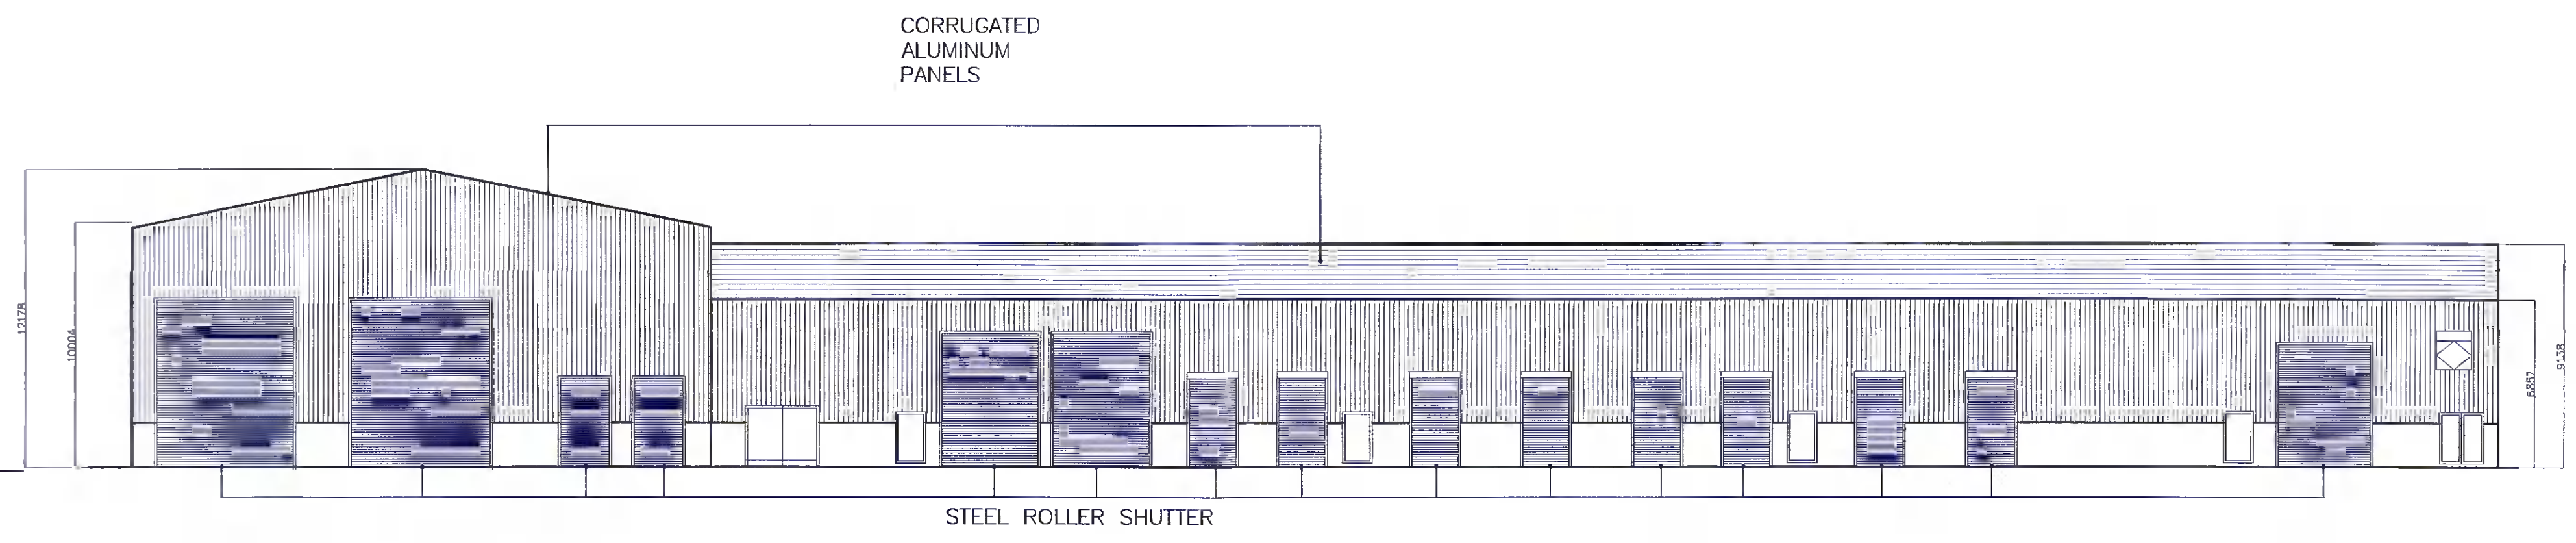 CORRUGATED
ALUMINUM
PANELS
12178
10004
9138
6857
STEEL ROLLER SHUTTER